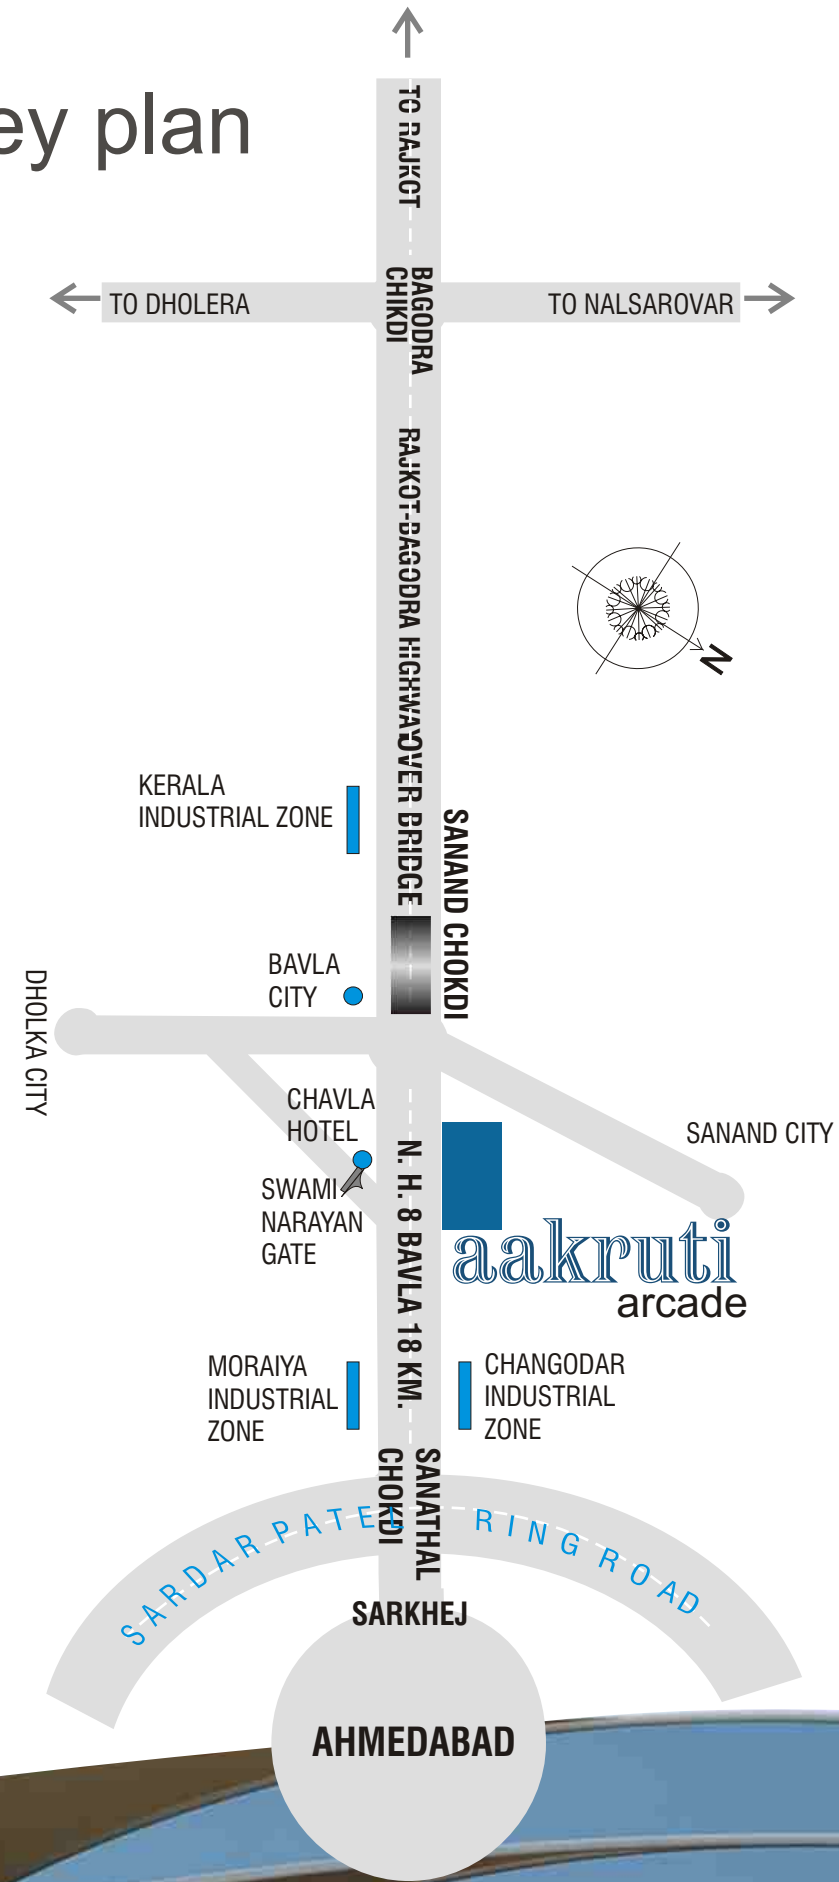 ey plan
TO RAJKOT
BAGODRA
CHIKDI
TO DHOLERA
TO NALSAROVAR
RAJKOT-BAGODRA HIGHWAY
N
OVER BRIDGE
KERALA
INDUSTRIAL ZONE
SANAND CHOKDI
BAVLA
CITY
DHOLKA CITY
CHAVLA
HOTEL
SANAND CITY
SWAMI
NARAYAN
GATE
N. H. 8 BAVLA 18 KM.
aakruti
arcade
MORAIYA
INDUSTRIAL
ZONE
CHANGODAR
INDUSTRIAL
ZONE
SANATHAL
CHOKDI
SARDAR PATEL RING ROAD
SARKHEJ
AHMEDABAD